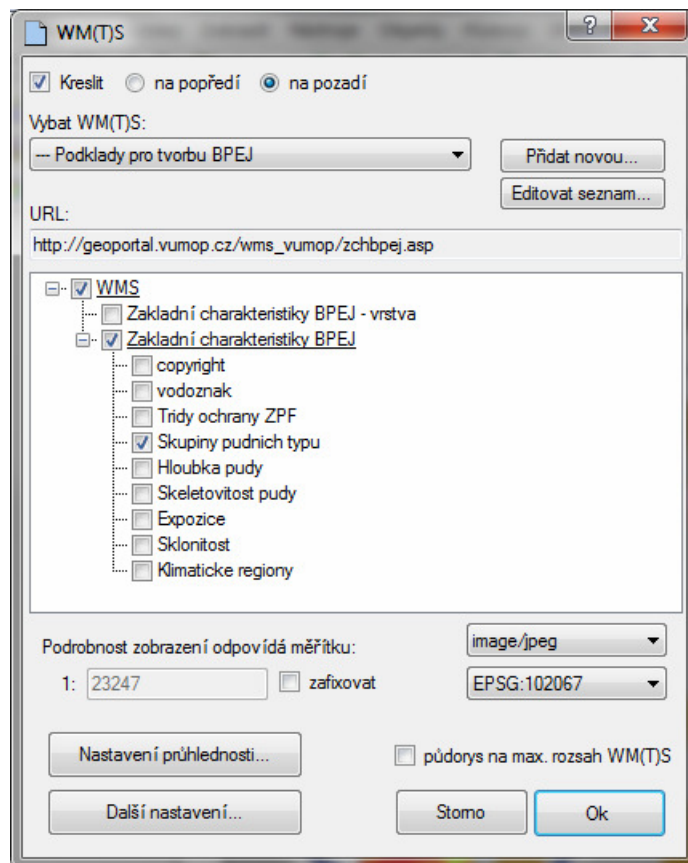 WM(T)S
Kreslit na popředí na pozadí
Vybat WM(T)S:
--- Podklady pro tvorbu BPEJ
Přidat novou...
Editovat seznam...
URL:
http://geoportal.vumop.cz/wms_vumop/zchbpej.asp
WMS
Zakladní charakteristiky BPEJ - vrstva
Zakladní charakteristiky BPEJ
copyright
vodoznak
Tridy ochrany ZPF
Skupiny pudnich typu
Hloubka pudy
Skeletovitost pudy
Expozice
Sklonitost
Klimaticke regiony
Podrobnost zobrazení odpovídá měřítku:
image/jpeg
1: 23247 zafixovat
EPSG:102067
Nastavení průhlednosti...
půdorys na max. rozsah WM(T)S
Další nastavení...
Storno
Ok